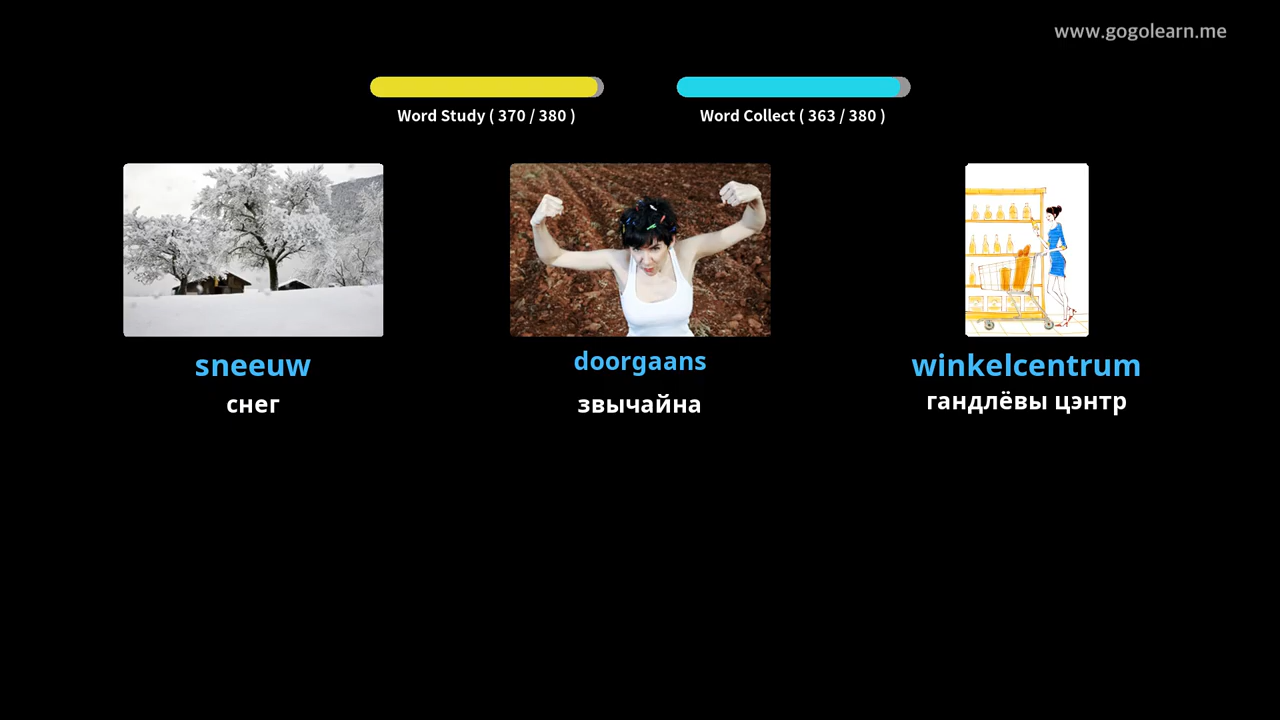 www.gogolearn.me
Word Study ( 370 / 380 )
Word Collect ( 363 / 380 )
sneeuw
снег
doorgaans
звычайна
winkelcentrum
гандлёвы цэнтр